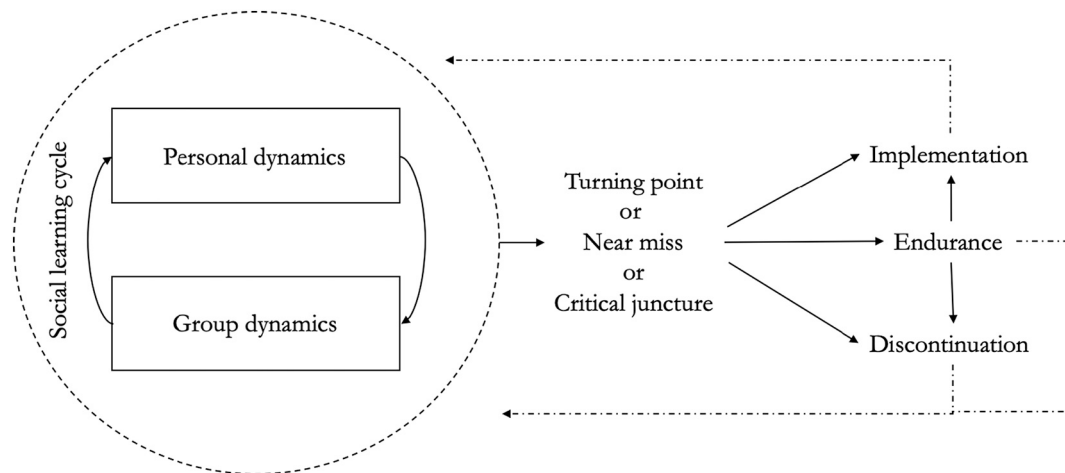 Social learning cycle
Personal dynamics
Group dynamics
Turning point
or
Near miss
or
Critical juncture
Implementation
Endurance
Discontinuation